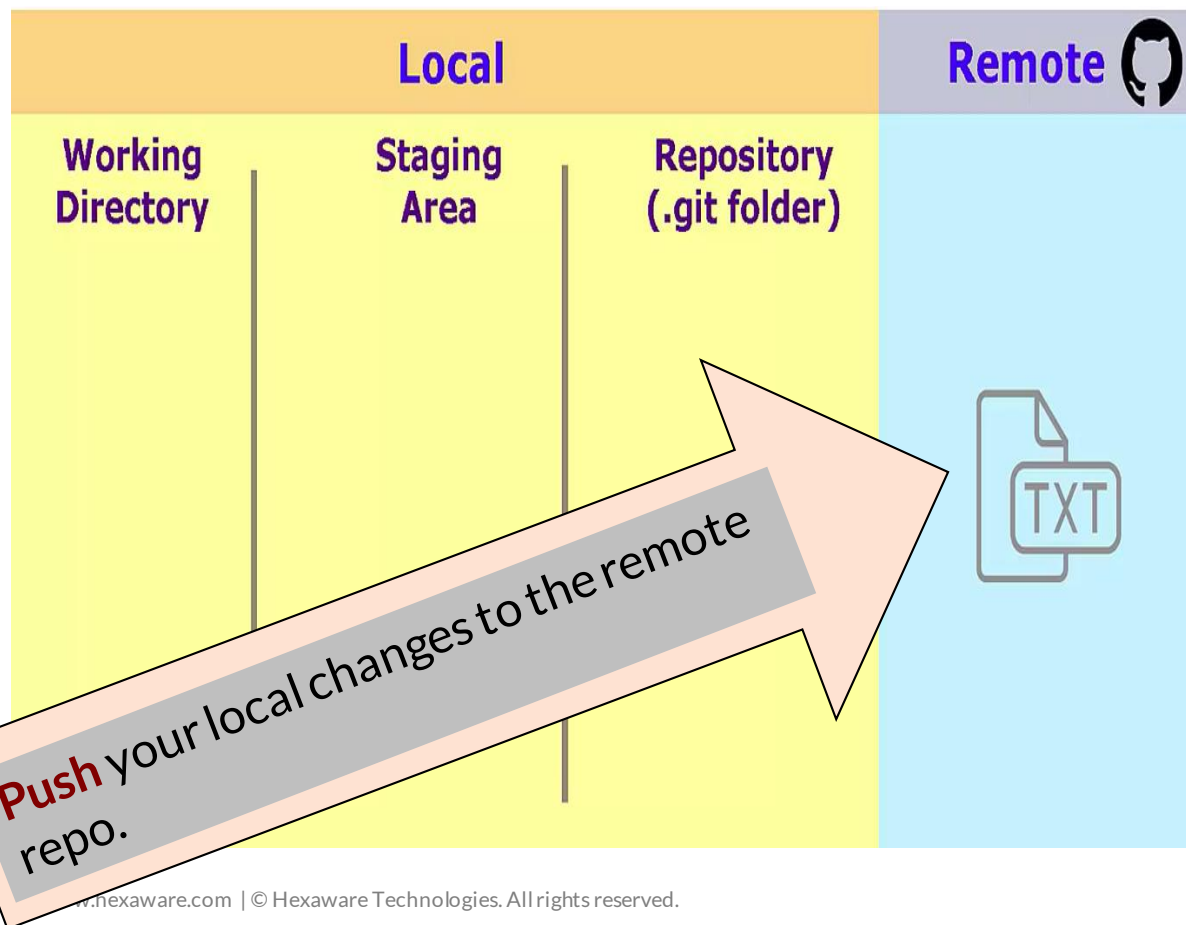 Local
Remote
Working
Directory
Staging
Area
Repository
(.git folder)
TXT
Push your local changes to the remote
repo.
w.hexaware.com | © Hexaware Technologies. All rights reserved.